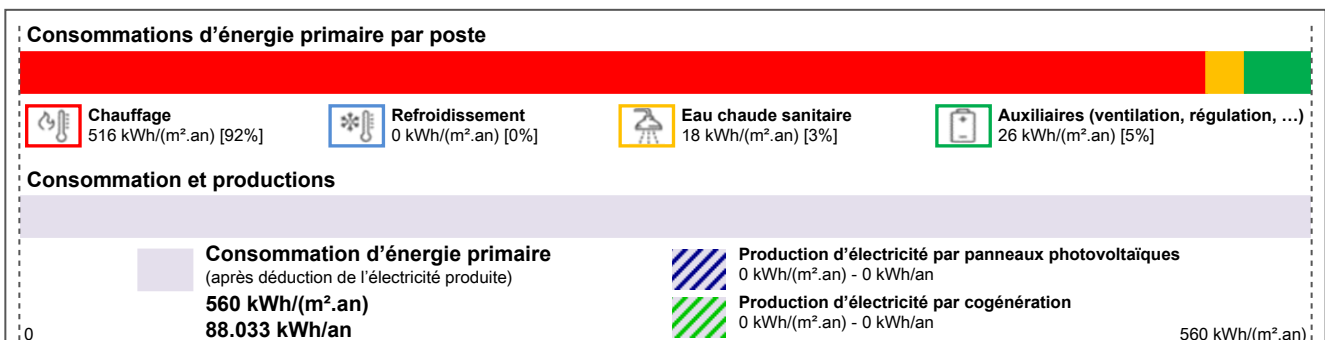 Consommations d'énergie primaire par poste
Chauffage
516 kWh/(m².an) [92%]
Refroidissement
0 kWh/(m².an) [0%]
Eau chaude sanitaire
18 kWh/(m².an) [3%]
Auxiliaires (ventilation, régulation, …)
26 kWh/(m².an) [5%]
Consommation et productions
Consommation d'énergie primaire
(après déduction de l'électricité produite)
560 kWh/(m².an)
88.033 kWh/an
Production d'électricité par panneaux photovoltaïques
0 kWh/(m².an) - 0 kWh/an
Production d'électricité par cogénération
0 kWh/(m².an) - 0 kWh/an
0
560 kWh/(m².an)